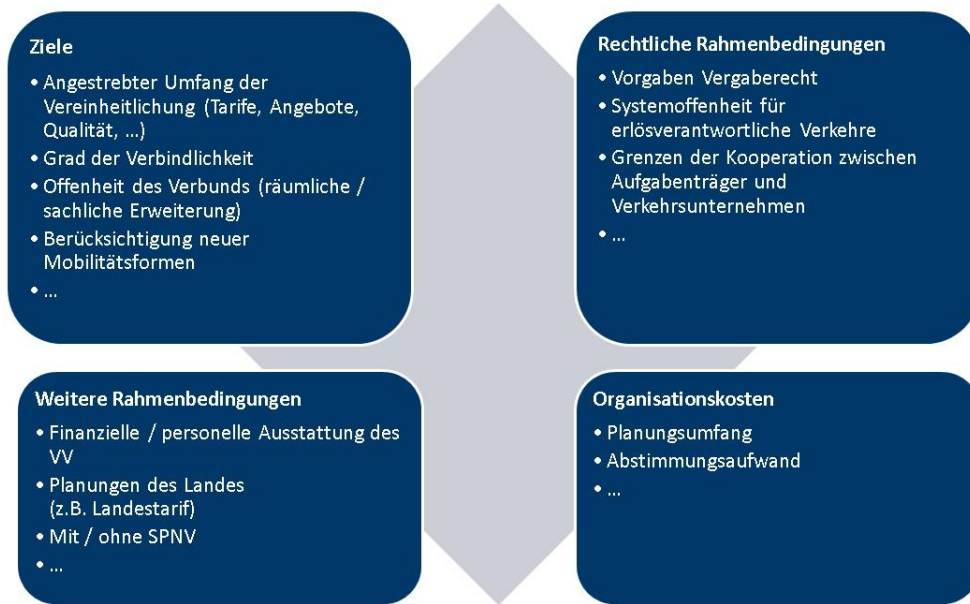 Ziele
• Angestrebter Umfang der
Vereinheitlichung (Tarife, Angebote,
Qualität, ...)
• Grad der Verbindlichkeit
• Offenheit des Verbunds (räumliche /
sachliche Erweiterung)
• Berücksichtigung neuer
Mobilitätsformen
• ...
Rechtliche Rahmenbedingungen
• Vorgaben Vergaberecht
• Systemoffenheit für
erlösverantwortliche Verkehre
• Grenzen der Kooperation zwischen
Aufgabenträger und
Verkehrsunternehmen
• ...
Weitere Rahmenbedingungen
• Finanzielle / personelle Ausstattung des
VV
• Planungen des Landes
(z.B. Landestarif)
• Mit / ohne SPNV
• ...
Organisationskosten
• Planungsumfang
• Abstimmungsaufwand
• ...